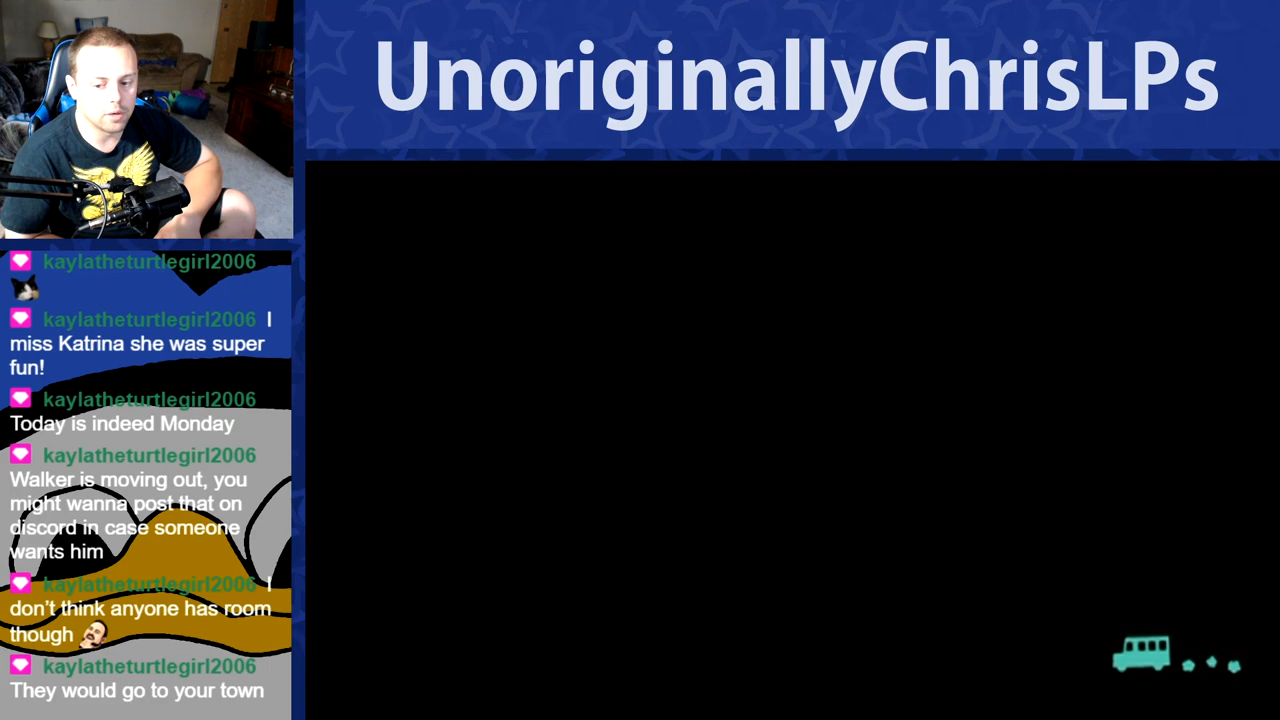 UnoriginallyChrisLPs
kaylatheturtlegirl2006
kaylatheturtlegirl2006 I
miss Katrina she was super
fun!
kaylatheturtlegirl2006
Today is indeed Monday
kaylatheturtlegirl2006
Walker is moving out, you
might wanna post that on
discord in case someone
wants him
kaylatheturtlegirl2006 I
don't think anyone has room
though
kaylatheturtlegirl2006
They would go to your town